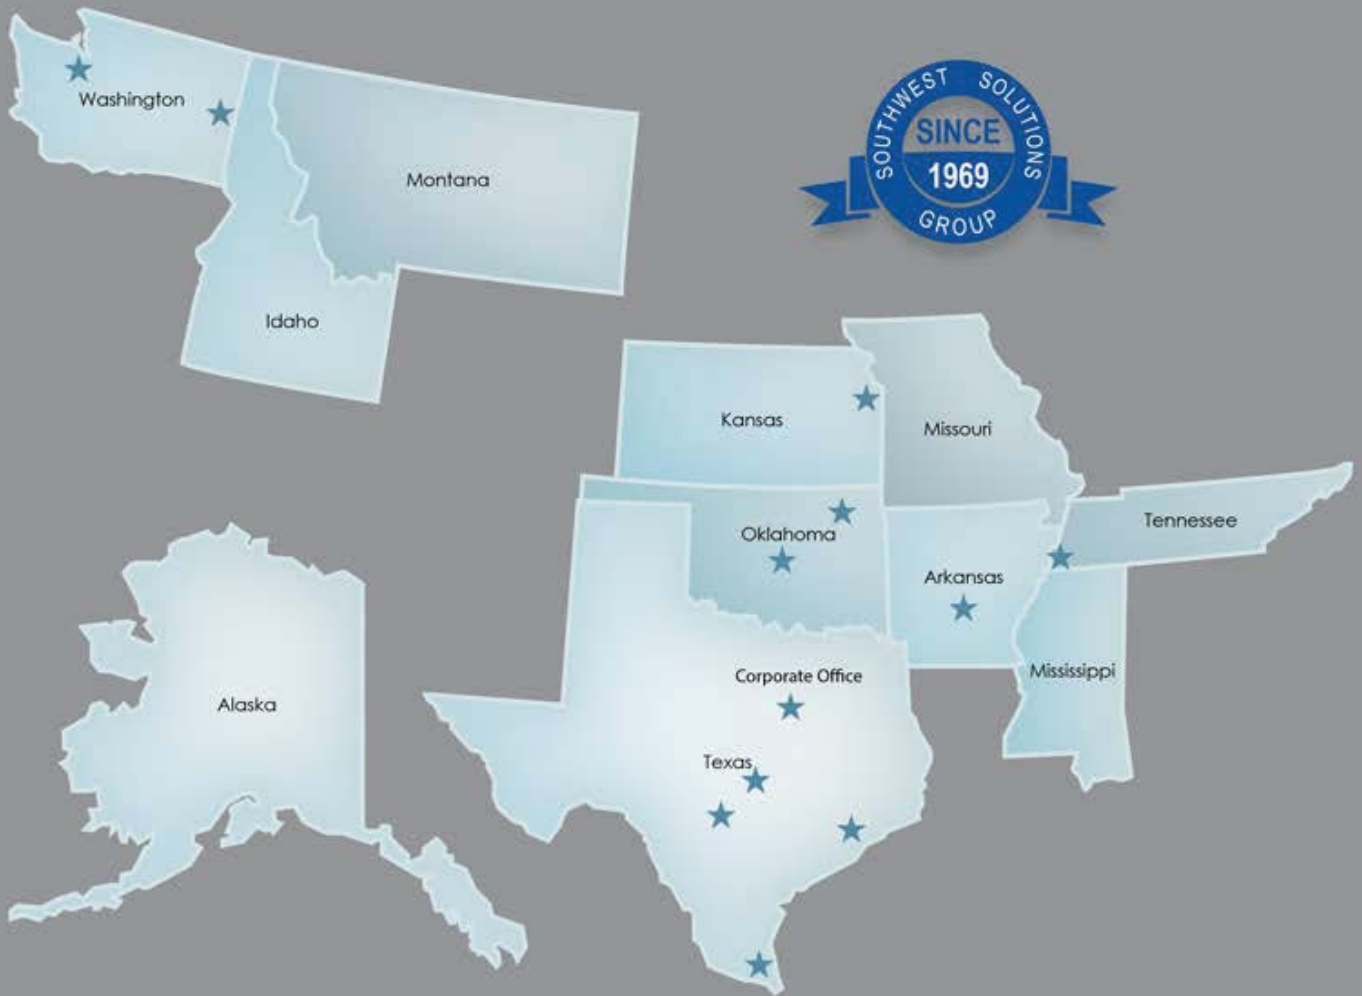 Washington
Montana
Idaho
SOUTHWEST SOLUTIONS
SINCE
1969
GROUP
Kansas
Missouri
Oklahoma
Tennessee
Arkansas
Mississippi
Corporate Office
Texas
Alaska